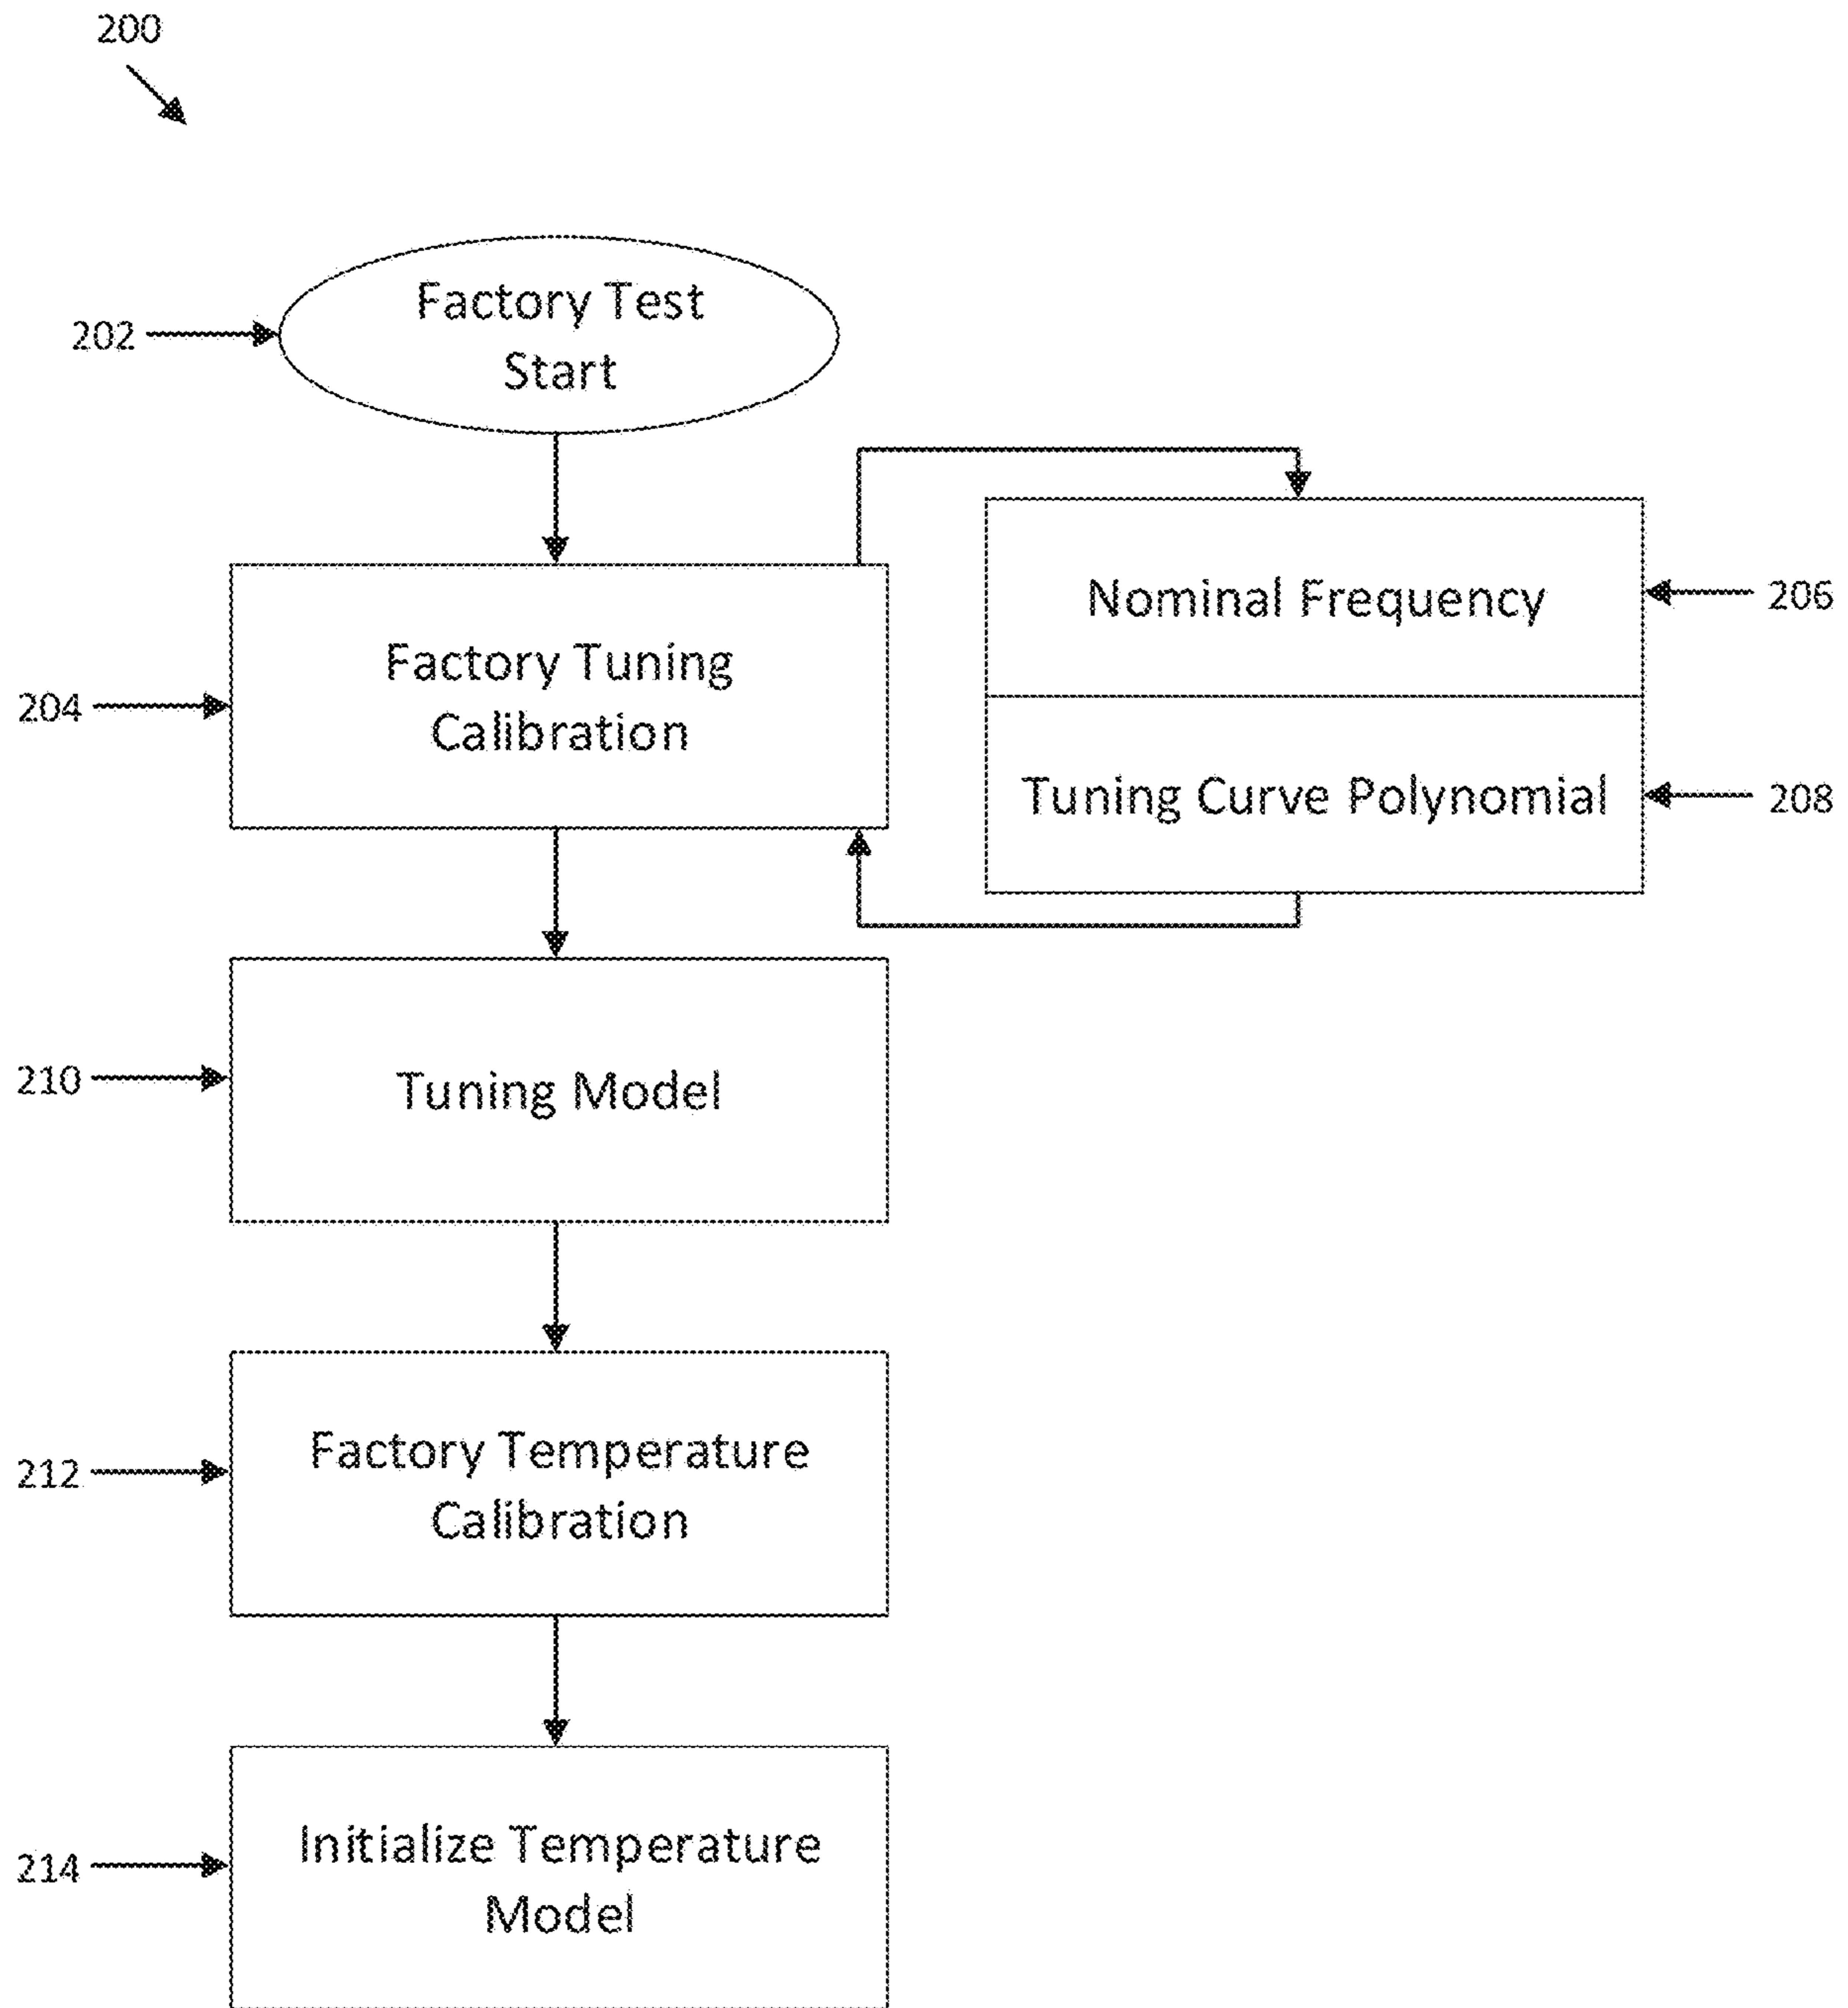 200
202
Factory Test
Start
204
Factory Tuning
Calibration
Nominal Frequency
206
Tuning Curve Polynomial
208
210
Tuning Model
212
Factory Temperature
Calibration
214
Initialize Temperature
Model